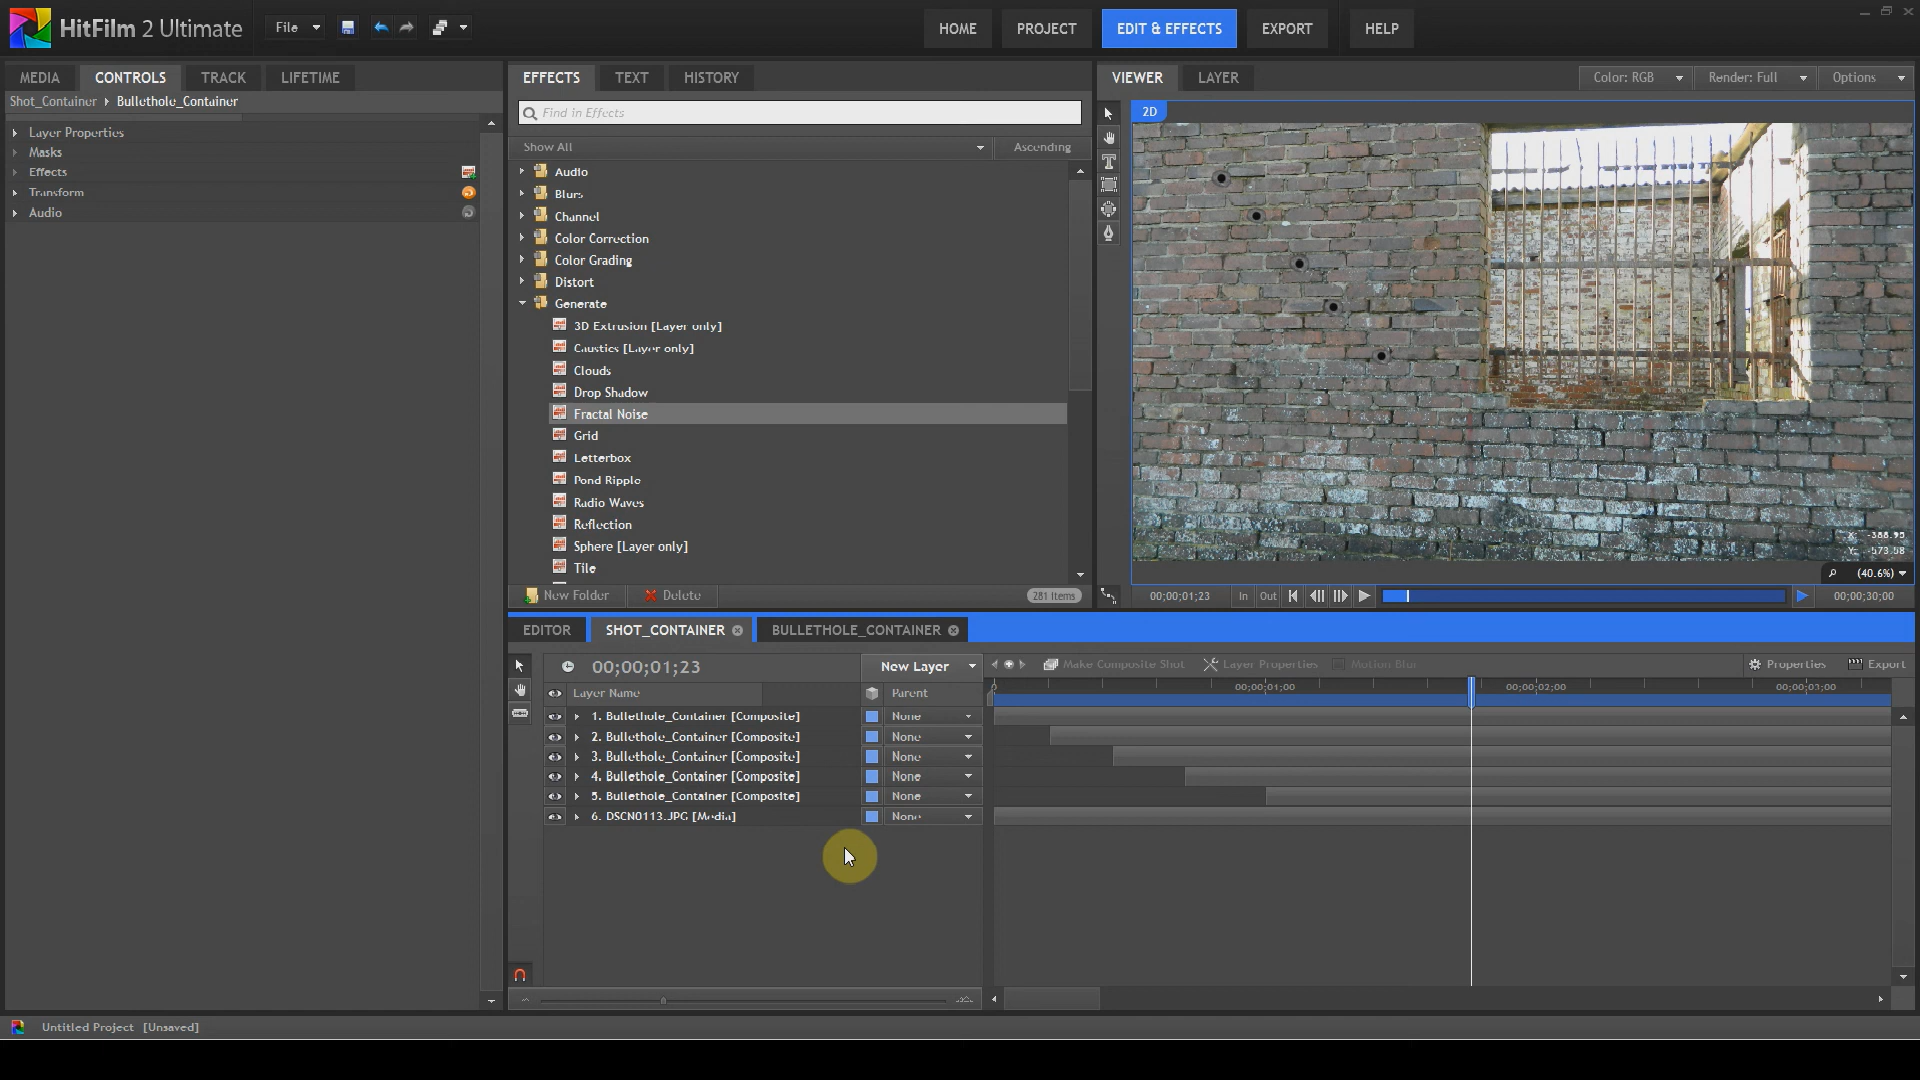 HitFilm 2 Ultimate
File
HOME
PROJECT
EDIT & EFFECTS
EXPORT
HELP
MEDIA
CONTROLS
TRACK
LIFETIME
Shot_Container
Bullethole_Container
Layer Properties
Masks
Effects
Transform
Audio
EFFECTS
TEXT
HISTORY
Find in Effects
Show All
Ascending
Audio
Blurs
Channel
Color Correction
Color Grading
Distort
Generate
3D Extrusion [Layer only]
Caustics [Layer only]
Clouds
Drop Shadow
Fractal Noise
Grid
Letterbox
Pond Ripple
Radio Waves
Reflection
Sphere [Layer only]
Tile
New Folder
Delete
281 Items
VIEWER
LAYER
Color: RGB
Render: Full
Options
2D
X: -388.95
Y: -573.58
(40.6%)
00;00;01;23
In
Out
00;00;30;00
EDITOR
SHOT_CONTAINER
BULLETHOLE_CONTAINER
00;00;01;23
New Layer
Make Composite Shot
Layer Properties
Motion Blur
Properties
Export
Layer Name
Parent
0
00;00;01;00
00;00;02;00
00;00;03;00
1. Bullethole_Container [Composite]
None
2. Bullethole_Container [Composite]
None
3. Bullethole_Container [Composite]
None
4. Bullethole_Container [Composite]
None
5. Bullethole_Container [Composite]
None
6. DSCN0113.JPG [Media]
None
Untitled Project [Unsaved]